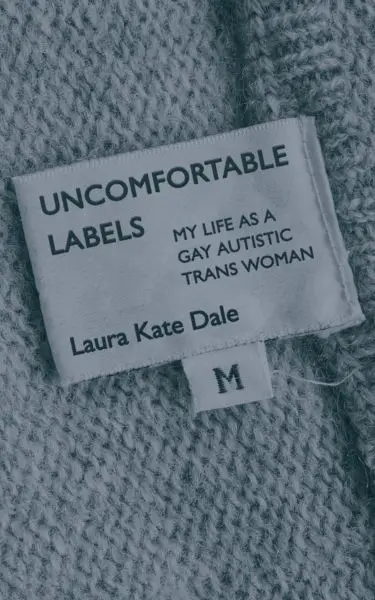 UNCOMFORTABLE
LABELS
MY LIFE AS A
GAY AUTISTIC
TRANS WOMAN
Laura Kate Dale
M